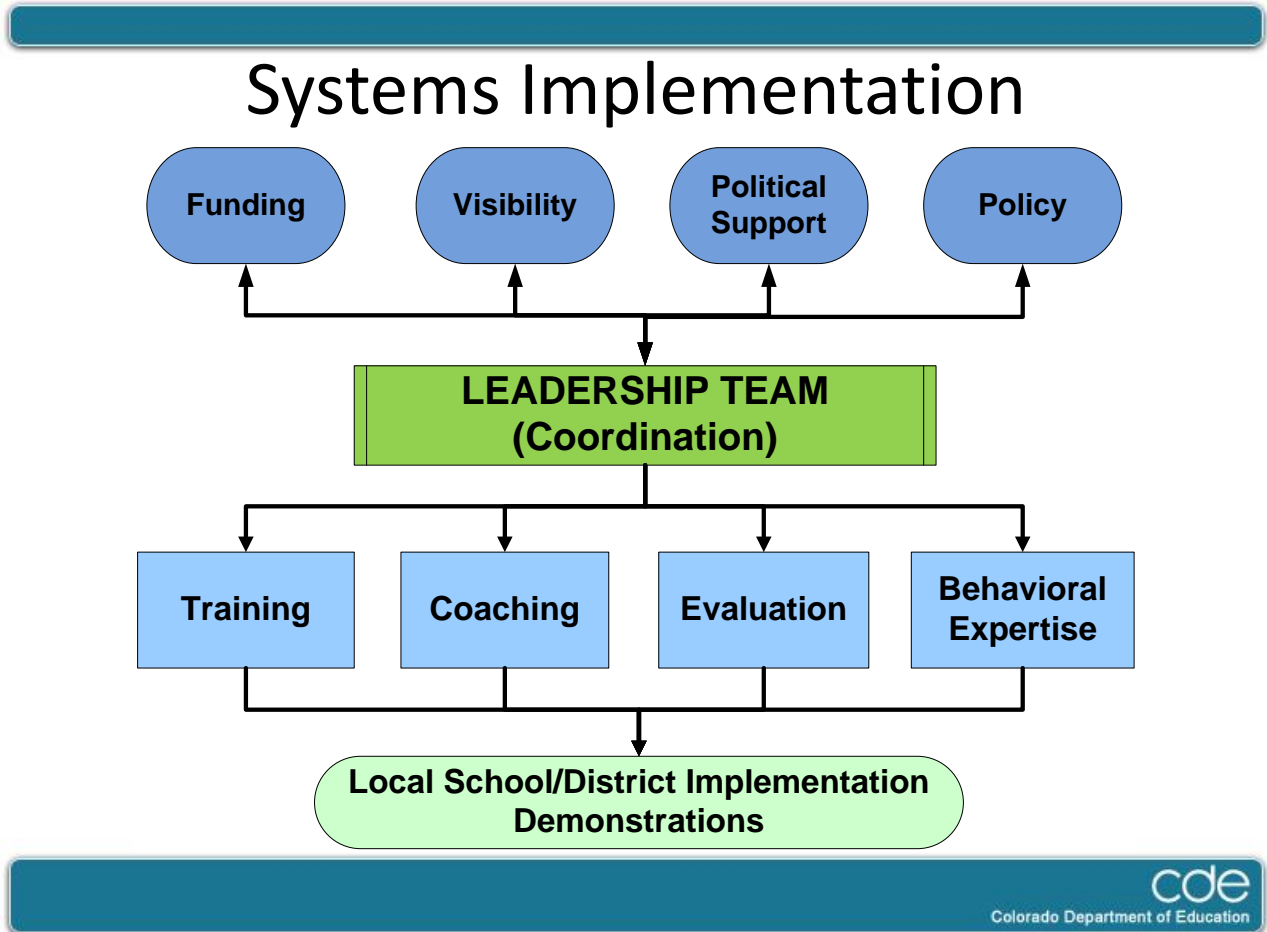 Systems Implementation
Funding
Visibility
Political
Support
Policy
LEADERSHIP TEAM
(Coordination)
Training
Coaching
Evaluation
Behavioral
Expertise
Local School/District Implementation
Demonstrations
cde
Colorado Department of Education